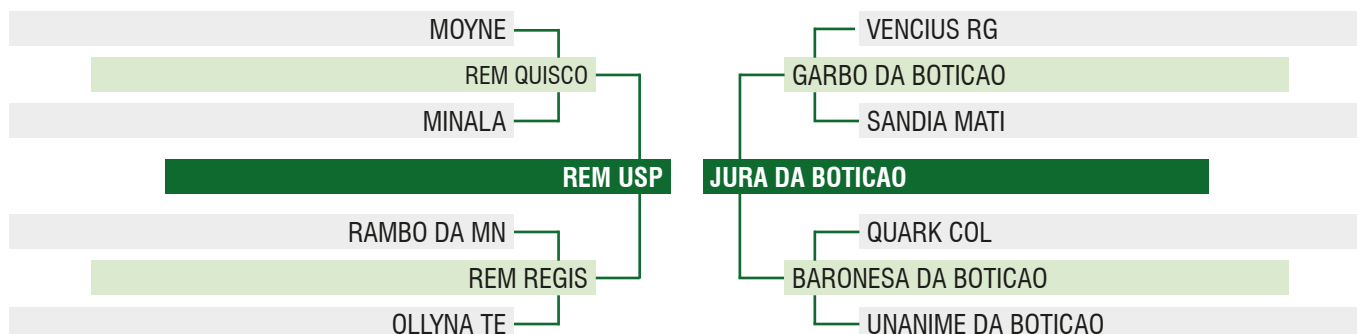 MOYNE
REM QUISCO
MINALA
REM USP
RAMBO DA MN
REM REGIS
OLLYNA TE
VENCIUS RG
GARBO DA BOTICAO
SANDIA MATI
JURA DA BOTICAO
QUARK COL
BARONESA DA BOTICAO
UNANIME DA BOTICAO